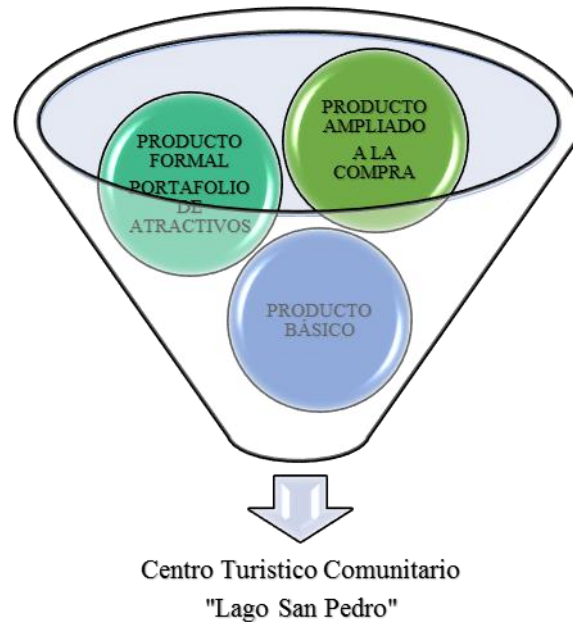 PRODUCTO
FORMAL
PORTAFOLIO
DE
ATRACTIVOS
PRODUCTO
AMPLIADO
A LA
COMPRA
PRODUCTO
BÁSICO
Centro Turistico Comunitario
"Lago San Pedro"